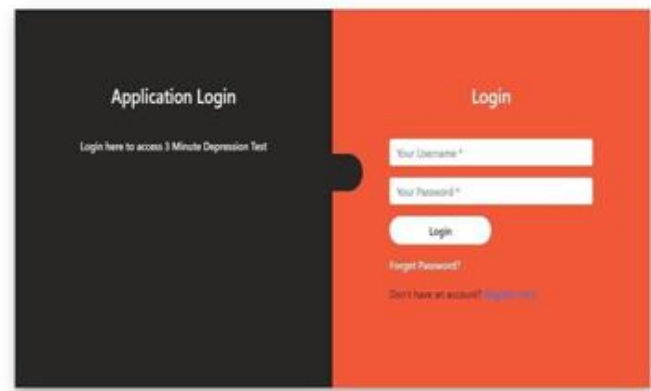 Application Login
Login here to access 3 Minute Depression Test
Login
Your Username *
Your Password *
Login
Forget Password?
Don't have an account?